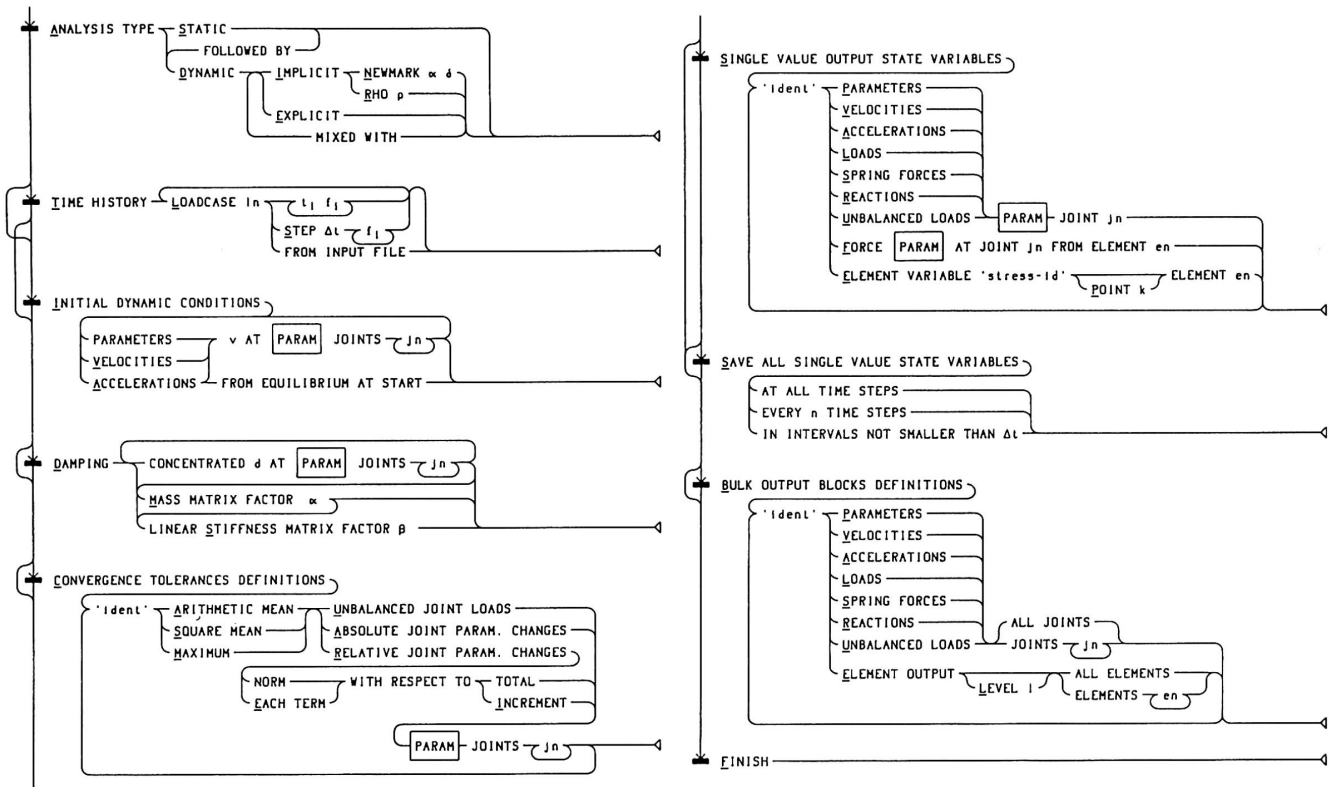 ANALYSIS TYPE STATIC
FOLLOWED BY
DYNAMIC IMPLICIT NEWMARK ∝ d
RHO ρ
EXPLICIT
MIXED WITH
TIME HISTORY LOADCASE ln t₁ f₁
STEP Δt f₁
FROM INPUT FILE
INITIAL DYNAMIC CONDITIONS
PARAMETERS v AT PARAM JOINTS jn
VELOCITIES
ACCELERATIONS FROM EQUILIBRIUM AT START
DAMPING CONCENTRATED d AT PARAM JOINTS jn
MASS MATRIX FACTOR ∝
LINEAR STIFFNESS MATRIX FACTOR β
CONVERGENCE TOLERANCES DEFINITIONS
'ident' ARITHMETIC MEAN UNBALANCED JOINT LOADS
SQUARE MEAN ABSOLUTE JOINT PARAM. CHANGES
MAXIMUM RELATIVE JOINT PARAM. CHANGES
NORM WITH RESPECT TO TOTAL
EACH TERM INCREMENT
PARAM JOINTS jn
SINGLE VALUE OUTPUT STATE VARIABLES
'ident' PARAMETERS
VELOCITIES
ACCELERATIONS
LOADS
SPRING FORCES
REACTIONS
UNBALANCED LOADS PARAM JOINT jn
FORCE PARAM AT JOINT jn FROM ELEMENT en
ELEMENT VARIABLE 'stress-id' ELEMENT en
POINT k
SAVE ALL SINGLE VALUE STATE VARIABLES
AT ALL TIME STEPS
EVERY n TIME STEPS
IN INTERVALS NOT SMALLER THAN Δt
BULK OUTPUT BLOCKS DEFINITIONS
'ident' PARAMETERS
VELOCITIES
ACCELERATIONS
LOADS
SPRING FORCES
REACTIONS ALL JOINTS
UNBALANCED LOADS JOINTS jn
ELEMENT OUTPUT ALL ELEMENTS
LEVEL l ELEMENTS en
FINISH